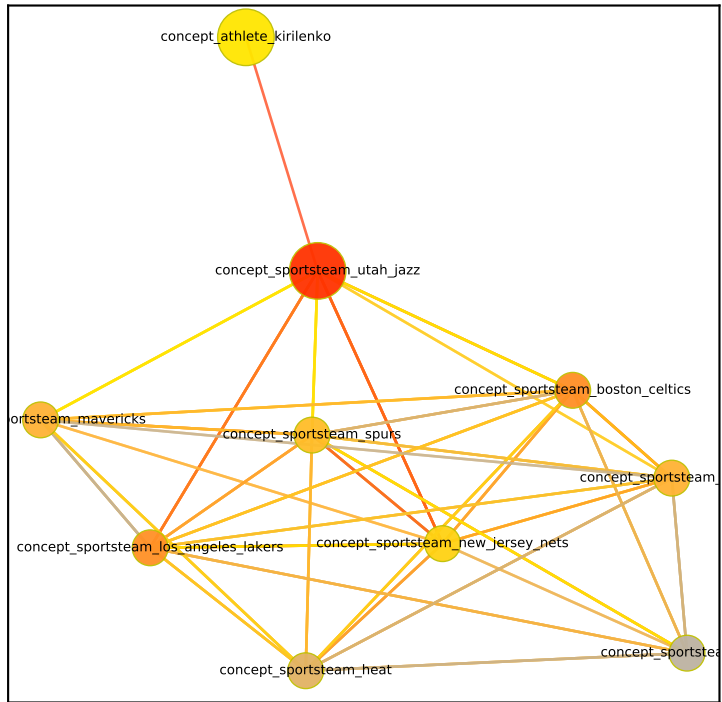 concept_athlete_kirilenko
concept_sportsteam_utah_jazz
concept_sportsteam_boston_celtics
ortsteam_mavericks
concept_sportsteam_spurs
concept_sportsteam_
concept_sportsteam_los_angeles_lakers
concept_sportsteam_new_jersey_nets
concept_sportstea
concept_sportsteam_heat